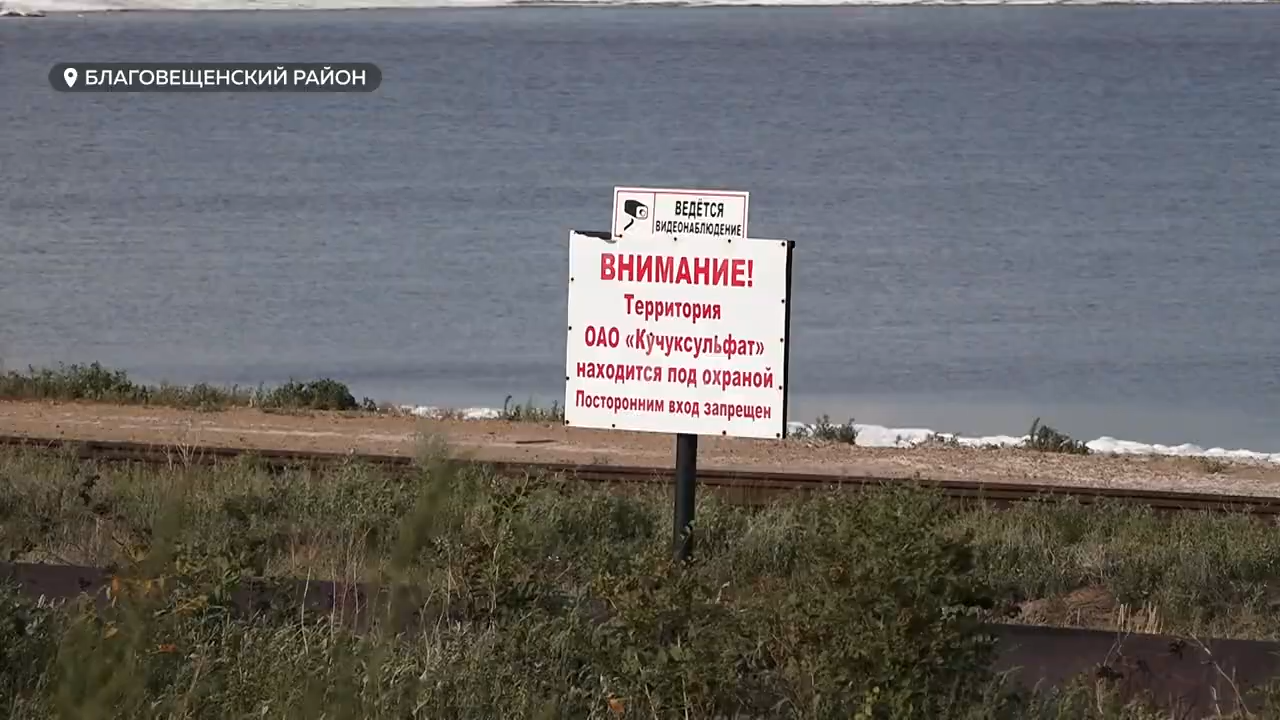 БЛАГОВЕЩЕНСКИЙ РАЙОН
ВЕДЁТСЯ
ВИДЕОНАБЛЮДЕНИЕ
ВНИМАНИЕ!
Территория
ОАО «Кучуксульфат»
находится под охраной
Посторонним вход запрещен